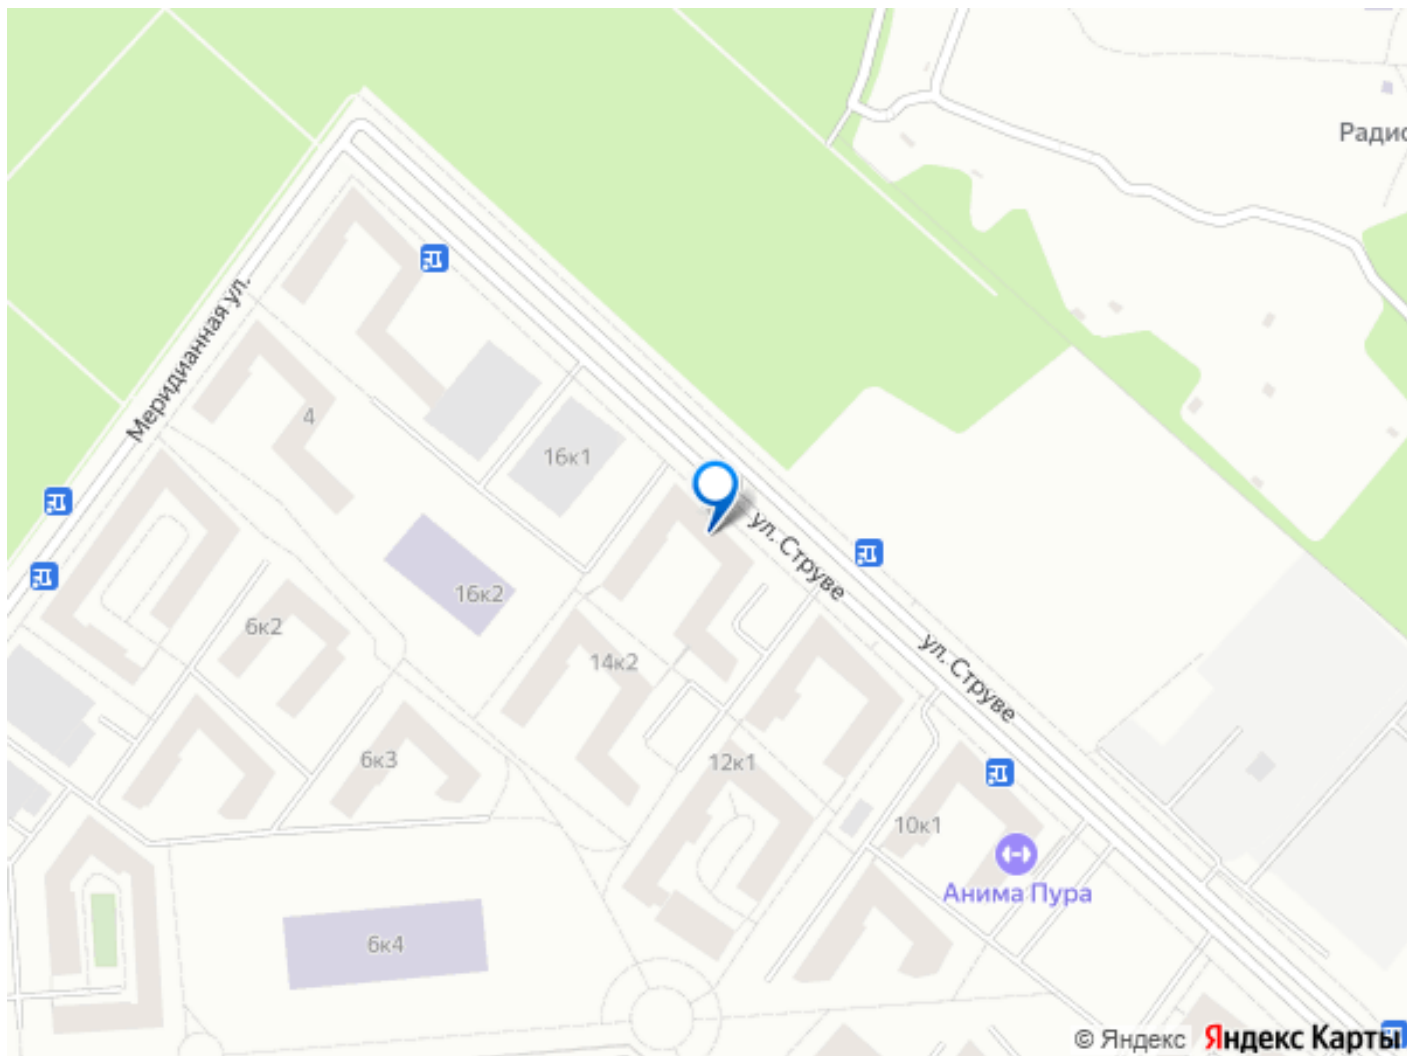 Радио
Меридианная ул.
4
16к1
ул. Струве
16к2
6к2
14к2
ул. Струве
6к3
12к1
10к1
Анима Пура
6к4
© Яндекс Яндекс Карты